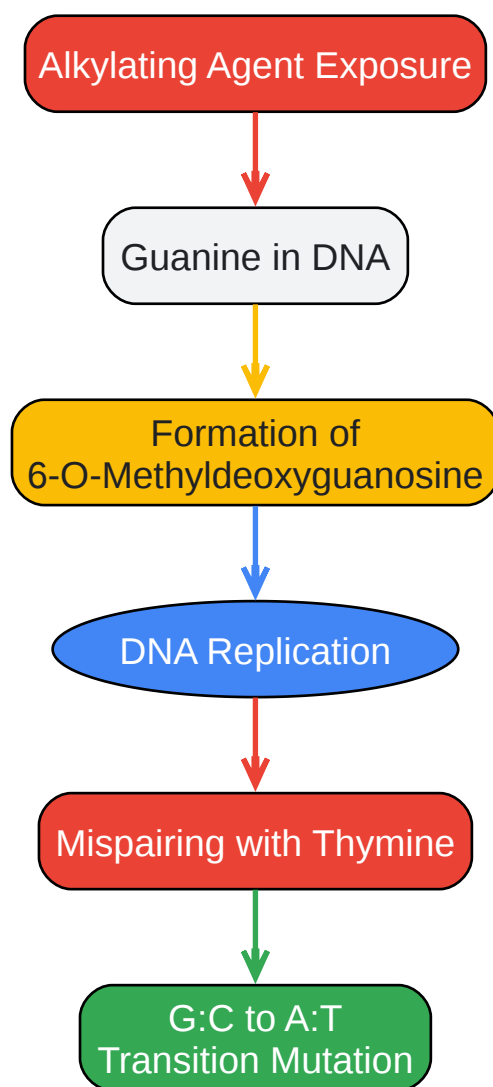 Alkylating Agent Exposure
Guanine in DNA
Formation of
6-O-Methyldeoxyguanosine
DNA Replication
Mispairing with Thymine
G:C to A:T
Transition Mutation